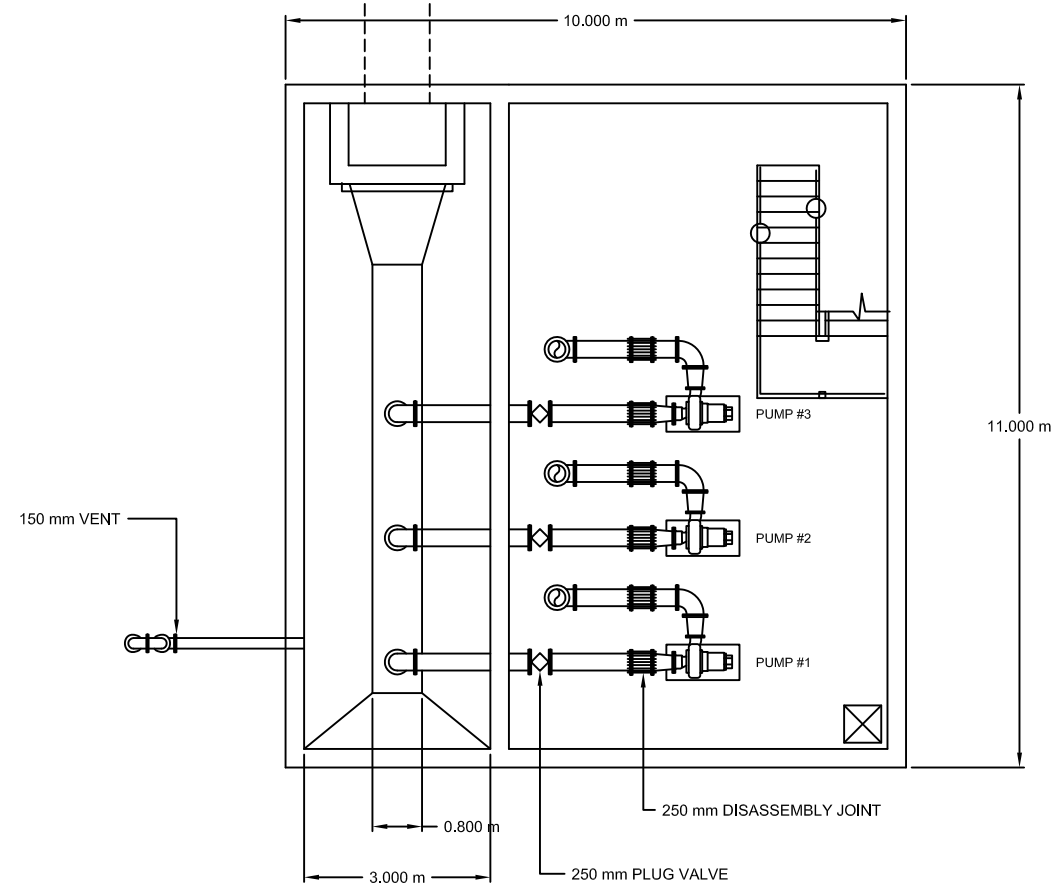 10.000 m
PUMP #3
11.000 m
150 mm VENT
PUMP #2
PUMP #1
250 mm DISASSEMBLY JOINT
0.800 m
250 mm PLUG VALVE
3.000 m